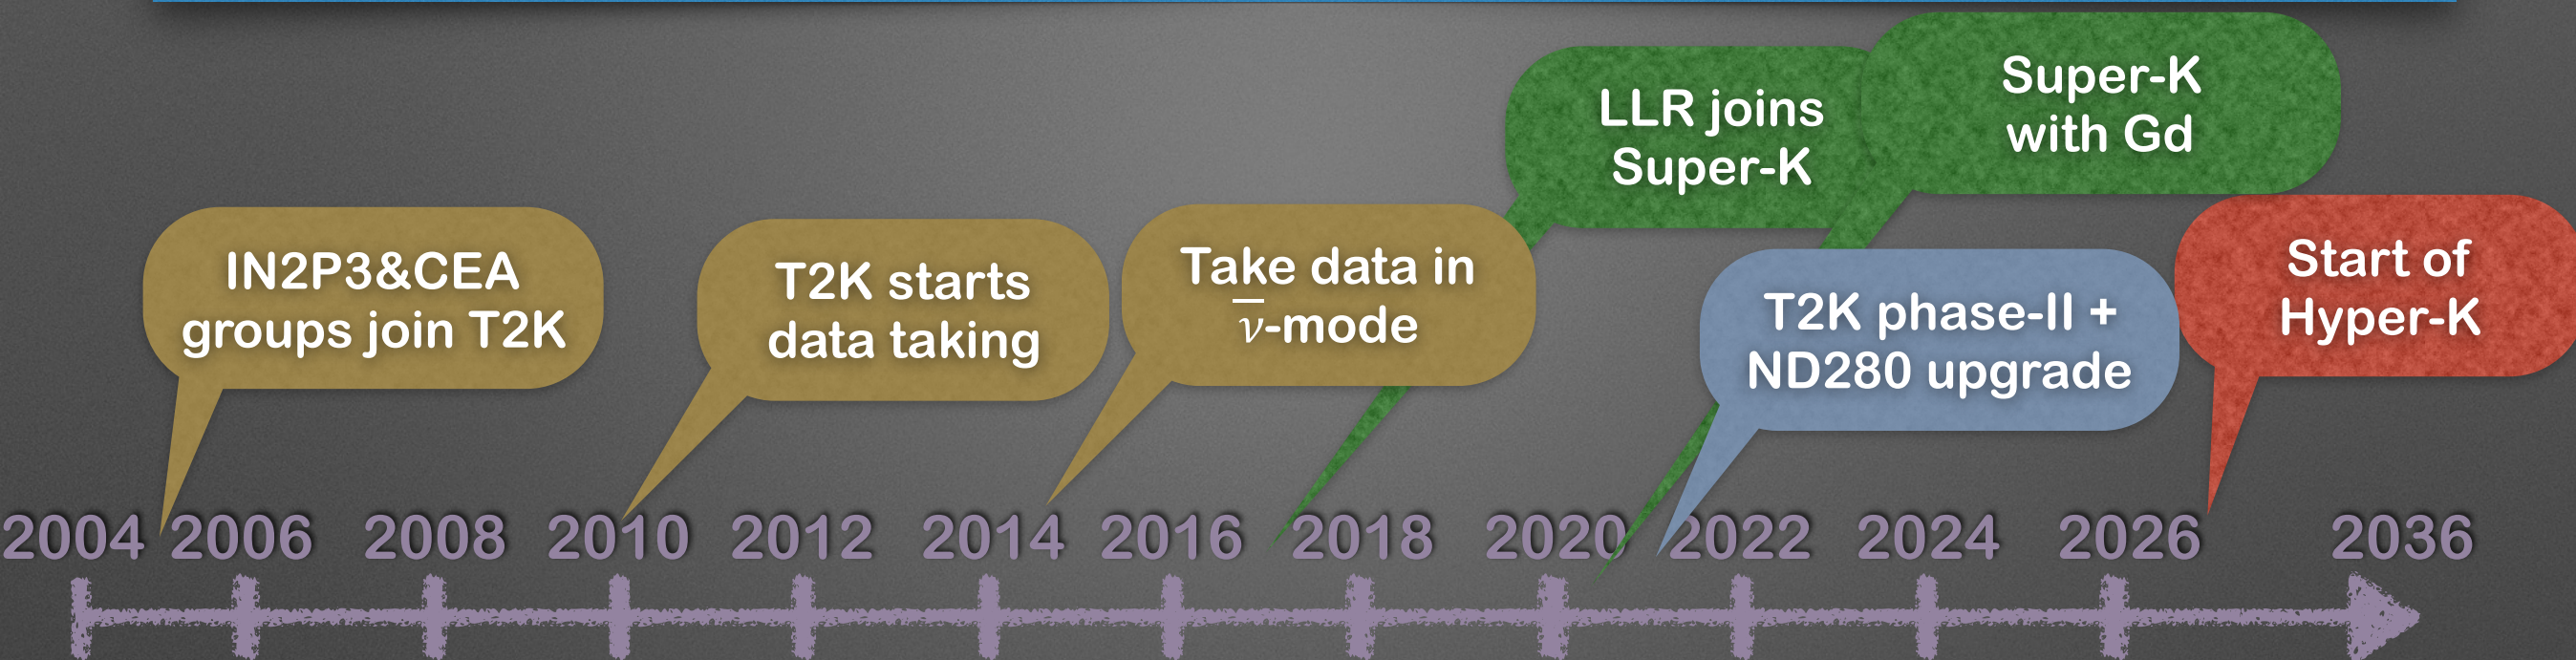 IN2P3&CEA
groups join T2K
T2K starts
data taking
Take data in
ν̅-mode
LLR joins
Super-K
Super-K
with Gd
T2K phase-II +
ND280 upgrade
Start of
Hyper-K
2004 2006 2008 2010 2012 2014 2016 2018 2020 2022 2024 2026 2036